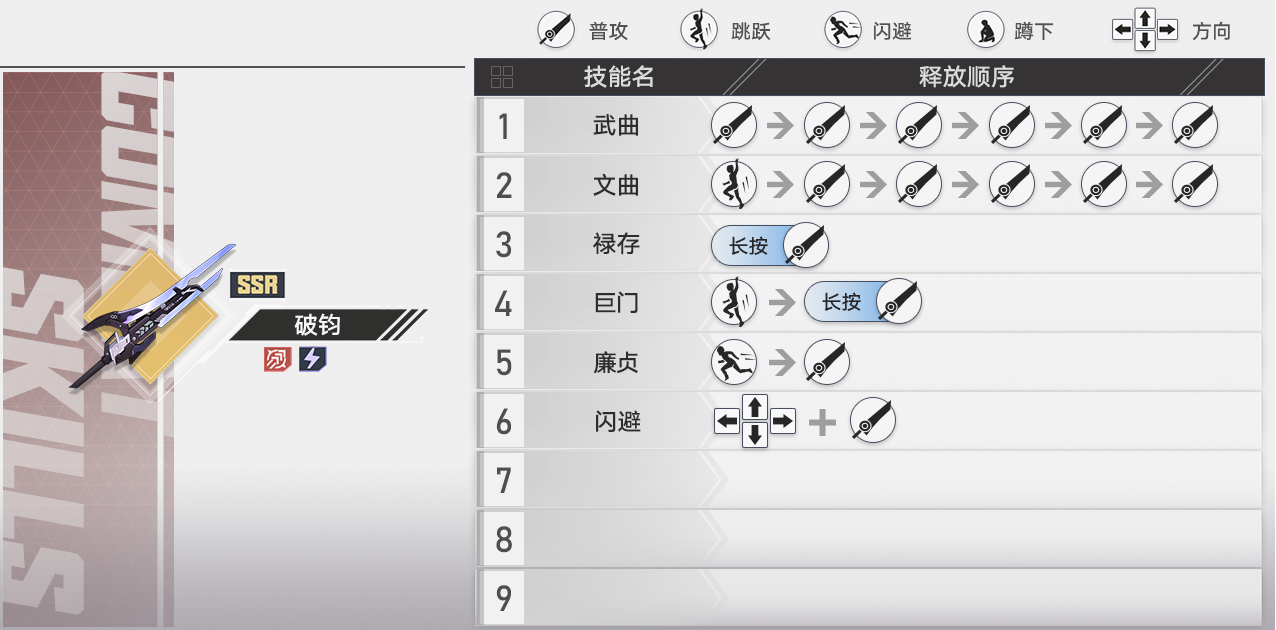 普攻 跳跃 闪避 蹲下 方向
技能名 释放顺序
COMBAT
SKILLS
SSR
破钧
1 武曲
2 文曲
3 禄存 长按
4 巨门 长按
5 廉贞
6 闪避
7
8
9